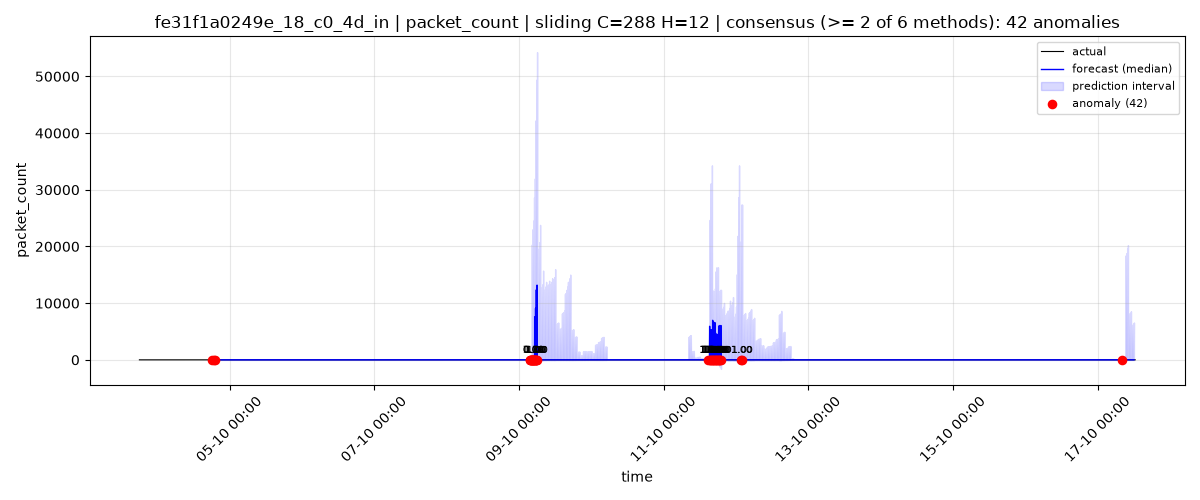 fe31f1a0249e_18_c0_4d_in | packet_count | sliding C=288 H=12 | consensus (>= 2 of 6 methods): 42 anomalies
actual
forecast (median)
prediction interval
anomaly (42)
packet_count
50000
40000
30000
20000
10000
0
1.00
05-10 00:00
07-10 00:00
09-10 00:00
11-10 00:00
13-10 00:00
15-10 00:00
17-10 00:00
time